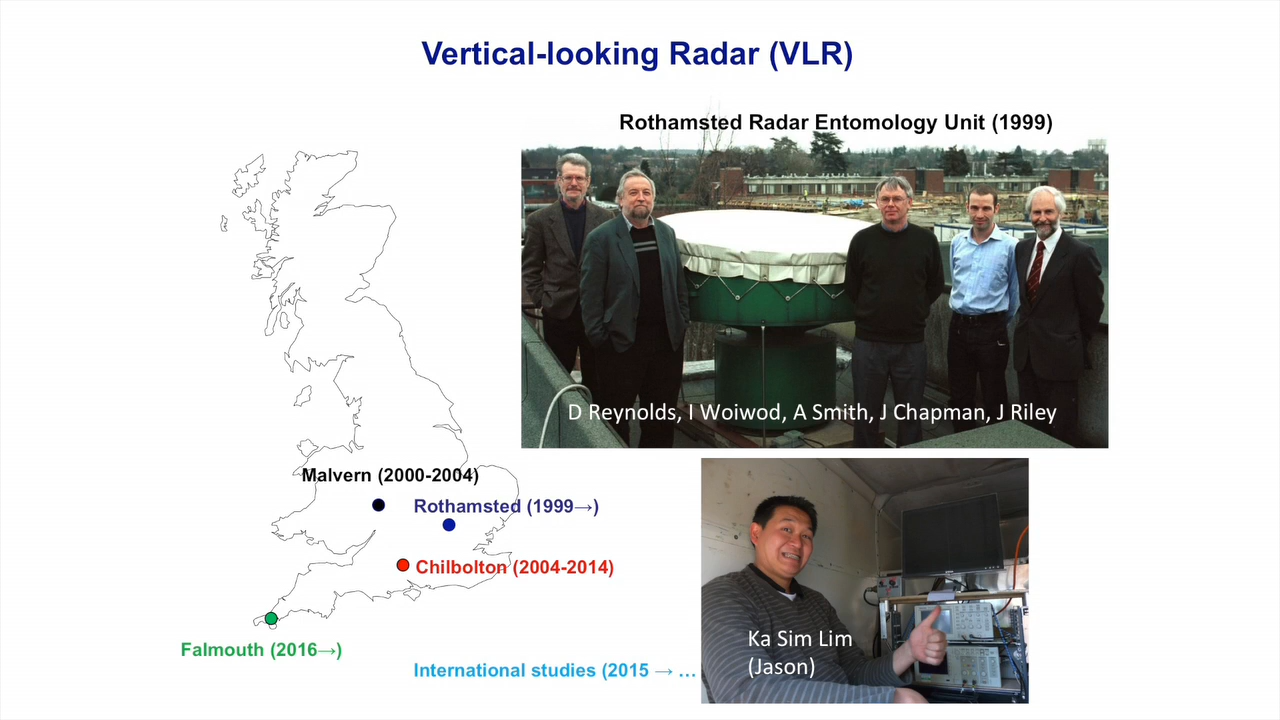 Vertical-looking Radar (VLR)
Rothamsted Radar Entomology Unit (1999)
D Reynolds, I Woiwod, A Smith, J Chapman, J Riley
Malvern (2000-2004)
Rothamsted (1999→)
Chilbolton (2004-2014)
Falmouth (2016→)
International studies (2015 → …
Ka Sim Lim
(Jason)